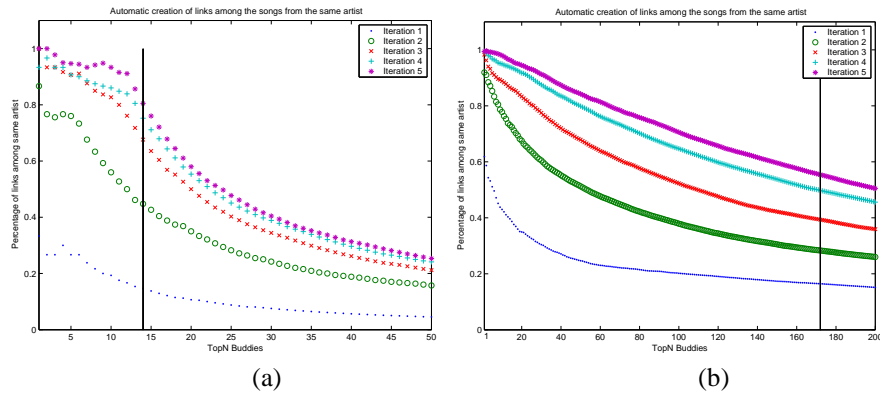 Automatic creation of links among the songs from the same artist
Percentage of links among same artist
1
0.8
0.6
0.4
0.2
0
5 10 15 20 25 30 35 40 45 50
TopN Buddies
Iteration 1
Iteration 2
Iteration 3
Iteration 4
Iteration 5
(a)
Automatic creation of links among the songs from the same artist
Percentage of links among same artist
1
0.8
0.6
0.4
0.2
0
1 20 40 60 80 100 120 140 160 180 200
TopN Buddies
Iteration 1
Iteration 2
Iteration 3
Iteration 4
Iteration 5
(b)